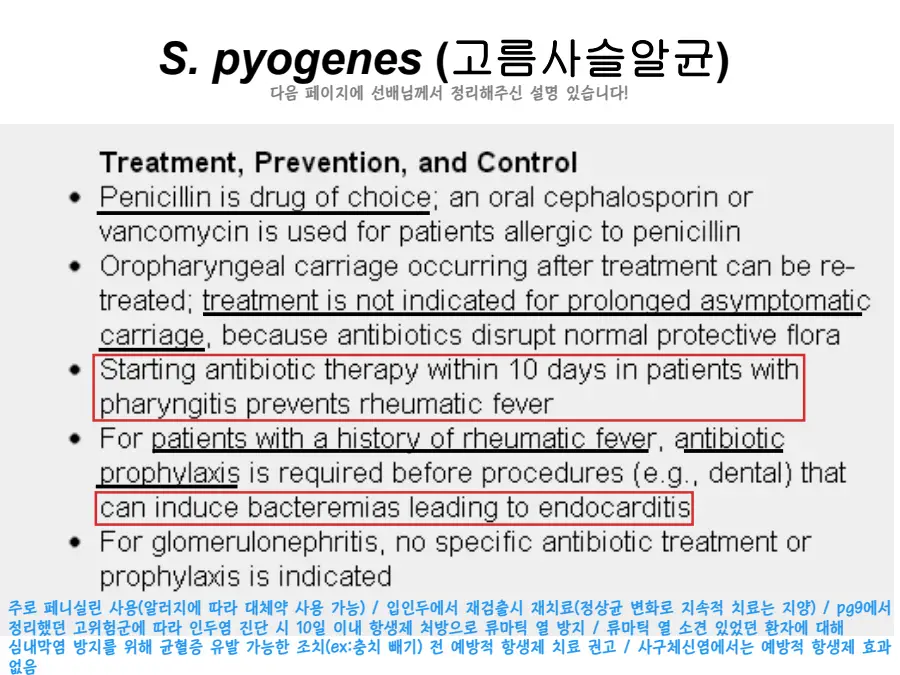 S. pyogenes (고름사슬알균)
다음 페이지에 선배님께서 정리해주신 설명 있습니다!
Treatment, Prevention, and Control
• Penicillin is drug of choice; an oral cephalosporin or
vancomycin is used for patients allergic to penicillin
• Oropharyngeal carriage occurring after treatment can be re-
treated; treatment is not indicated for prolonged asymptomatic
carriage, because antibiotics disrupt normal protective flora
• Starting antibiotic therapy within 10 days in patients with
pharyngitis prevents rheumatic fever
• For patients with a history of rheumatic fever, antibiotic
prophylaxis is required before procedures (e.g., dental) that
can induce bacteremias leading to endocarditis
• For glomerulonephritis, no specific antibiotic treatment or
prophylaxis is indicated
주로 페니실린 사용(알러지에 따라 대체약 사용 가능) / 입인두에서 재검출시 재치료(정상균 변화로 지속적 치료는 지양) / pg9에서
정리했던 고위험군에 따라 인두염 진단 시 10일 이내 항생제 처방으로 류마틱 열 방지 / 류마틱 열 소견 있었던 환자에 대해
심내막염 방지를 위해 균혈증 유발 가능한 조치(ex:충치 빼기) 전 예방적 항생제 치료 권고 / 사구체신염에서는 예방적 항생제 효과
없음